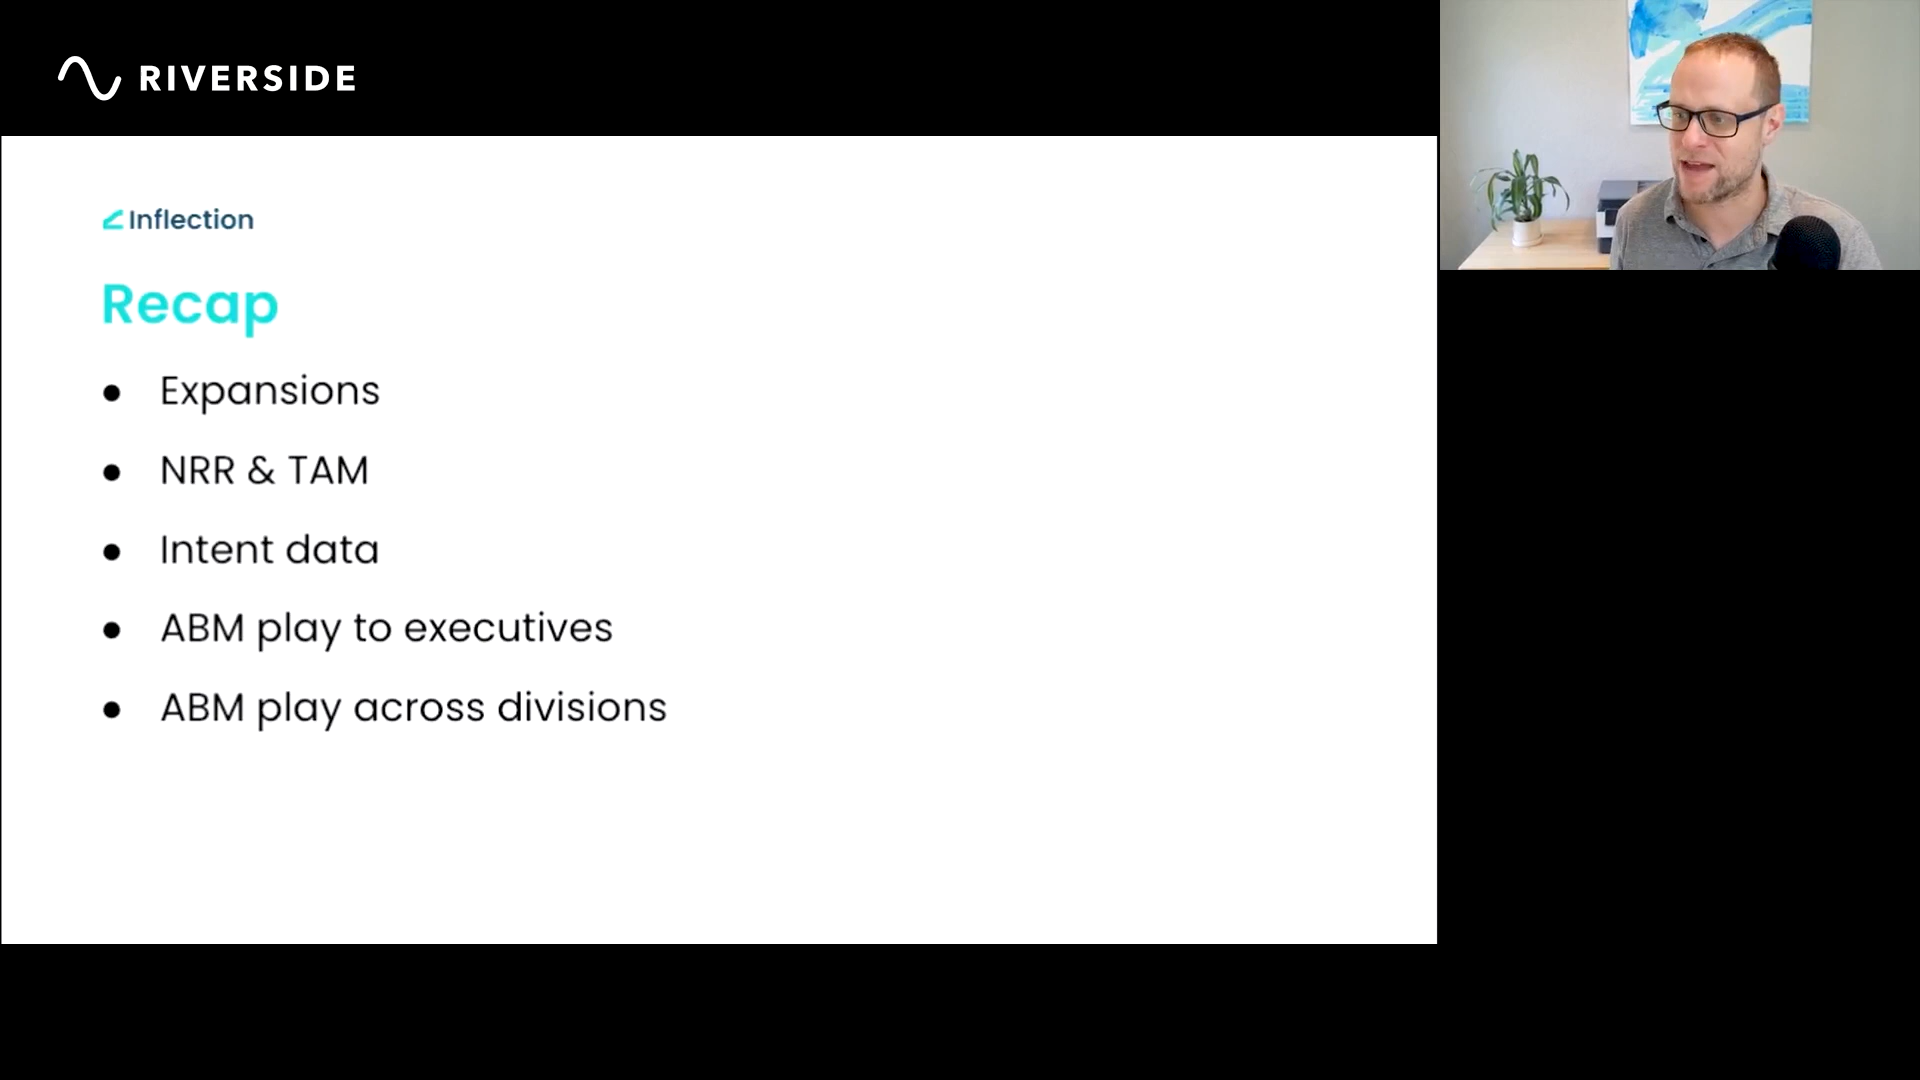 RIVERSIDE
Inflection
Recap
● Expansions
● NRR & TAM
● Intent data
● ABM play to executives
● ABM play across divisions